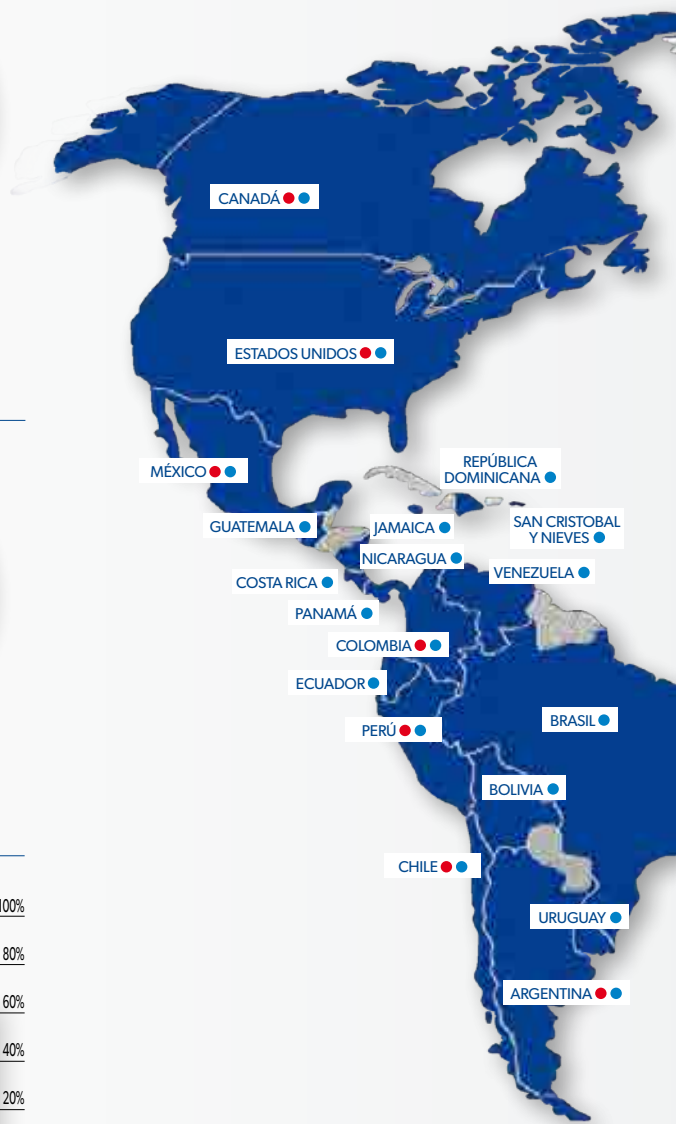 CANADÁ
ESTADOS UNIDOS
MÉXICO
REPÚBLICA
DOMINICANA
GUATEMALA
JAMAICA
SAN CRISTOBAL
Y NIEVES
NICARAGUA
VENEZUELA
COSTA RICA
PANAMÁ
COLOMBIA
ECUADOR
PERÚ
BRASIL
BOLIVIA
CHILE
100%
URUGUAY
80%
ARGENTINA
60%
40%
20%